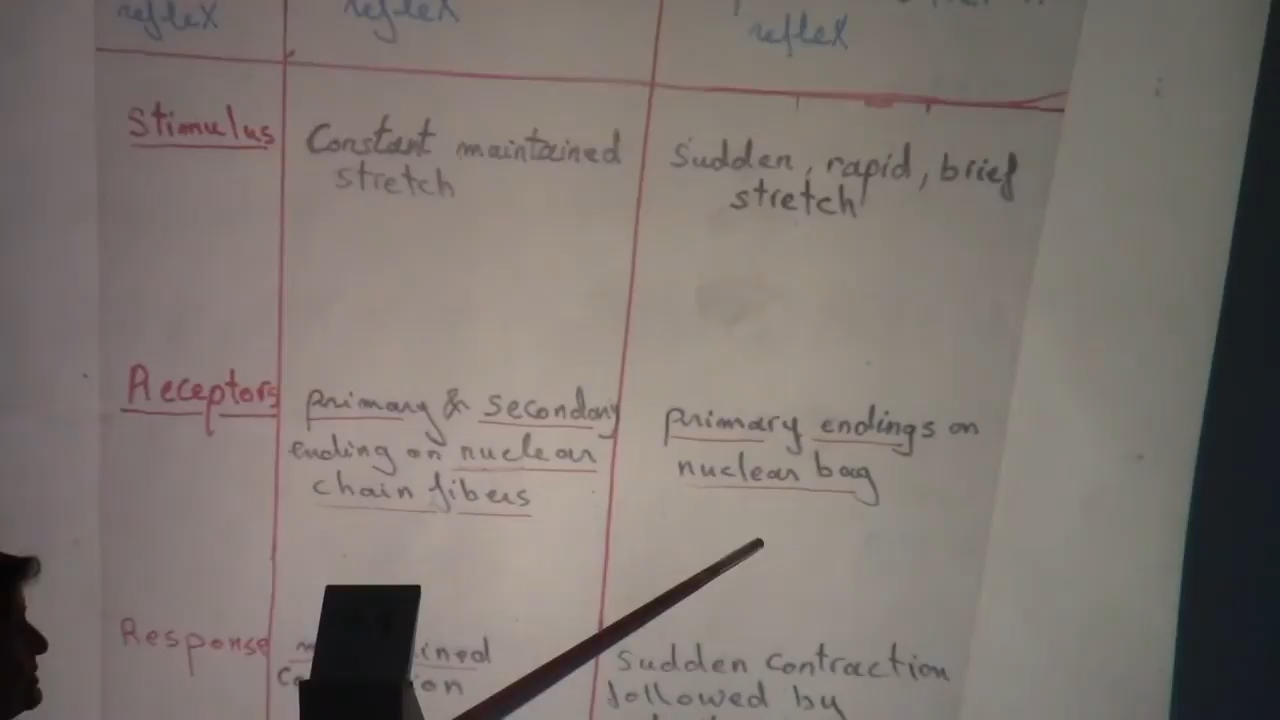 reflex
reflex
reflex
Stimulus
Constant maintained
stretch
Sudden, rapid, brief
stretch
Receptors
primary & secondary
ending on nuclear
chain fibers
primary endings on
nuclear bag
Response
Sudden contraction
followed by